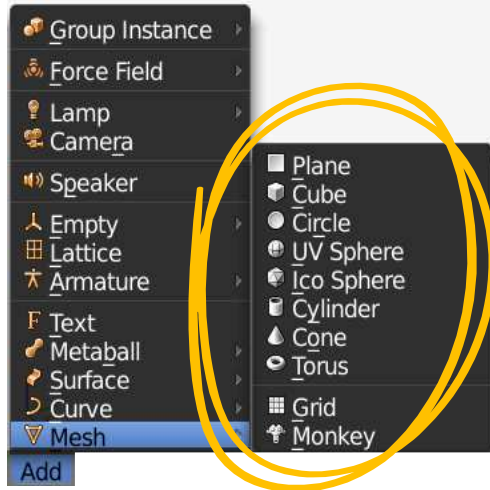 Group Instance
Force Field
Lamp
Camera
Speaker
Empty
Lattice
Armature
Text
Metaball
Surface
Curve
Mesh
Add
Plane
Cube
Circle
UV Sphere
Ico Sphere
Cylinder
Cone
Torus
Grid
Monkey